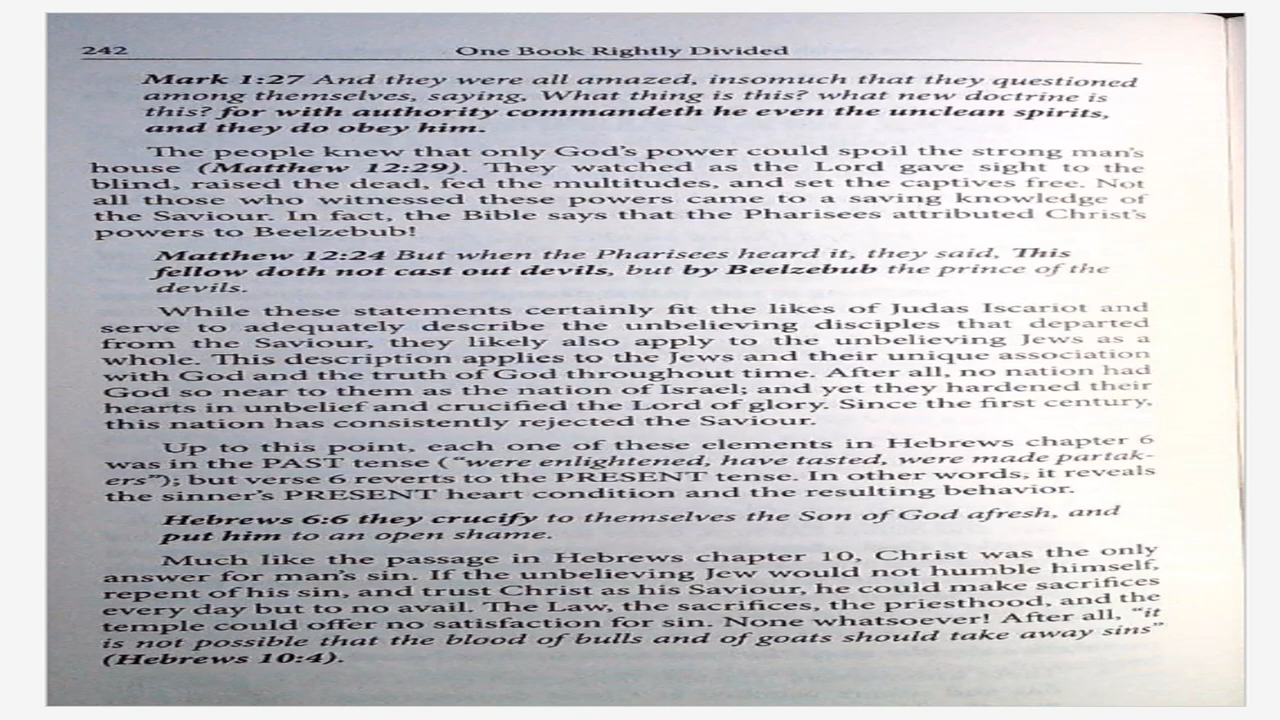 242
One Book Rightly Divided
Mark 1:27 And they were all amazed, insomuch that they questioned
among themselves, saying, What thing is this? what new doctrine is
this? for with authority commandeth he even the unclean spirits,
and they do obey him.
The people knew that only God's power could spoil the strong man's
house (Matthew 12:29). They watched as the Lord gave sight to the
blind, raised the dead, fed the multitudes, and set the captives free. Not
all those who witnessed these powers came to a saving knowledge of
the Saviour. In fact, the Bible says that the Pharisees attributed Christ's
powers to Beelzebub!
Matthew 12:24 But when the Pharisees heard it, they said, This
fellow doth not cast out devils, but by Beelzebub the prince of the
devils.
While these statements certainly fit the likes of Judas Iscariot and
serve to adequately describe the unbelieving disciples that departed
from the Saviour, they likely also apply to the unbelieving Jews as a
whole. This description applies to the Jews and their unique association
with God and the truth of God throughout time. After all, no nation had
God so near to them as the nation of Israel; and yet they hardened their
hearts in unbelief and crucified the Lord of glory. Since the first century,
this nation has consistently rejected the Saviour.
Up to this point, each one of these elements in Hebrews chapter 6
was in the PAST tense ("were enlightened, have tasted, were made partak-
ers"); but verse 6 reverts to the PRESENT tense. In other words, it reveals
the sinner's PRESENT heart condition and the resulting behavior.
Hebrews 6:6 they crucify to themselves the Son of God afresh, and
put him to an open shame.
Much like the passage in Hebrews chapter 10, Christ was the only
answer for man's sin. If the unbelieving Jew would not humble himself,
repent of his sin, and trust Christ as his Saviour, he could make sacrifices
every day but to no avail. The Law, the sacrifices, the priesthood, and the
temple could offer no satisfaction for sin. None whatsoever! After all, "it
is not possible that the blood of bulls and of goats should take away sins"
(Hebrews 10:4).